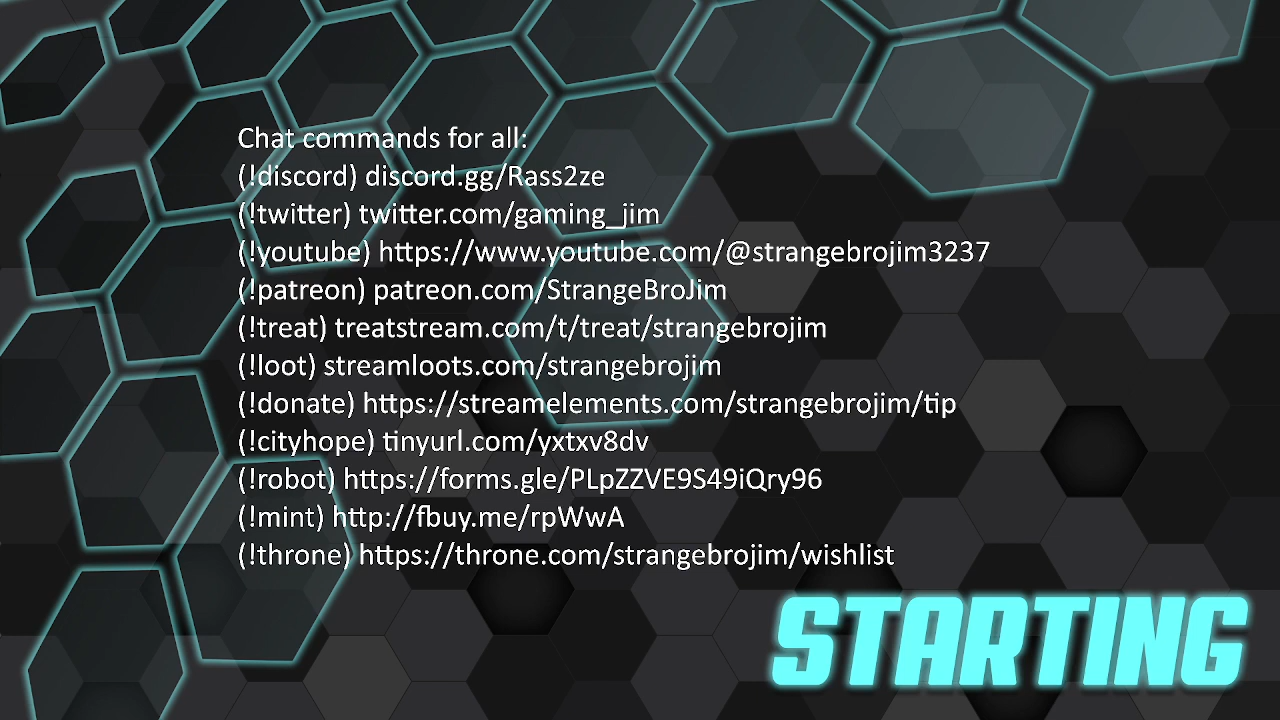 Chat commands for all:
(!discord) discord.gg/Rass2ze
(!twitter) twitter.com/gaming_jim
(!youtube) https://www.youtube.com/@strangebrojim3237
(!patreon) patreon.com/StrangeBroJim
(!treat) treatstream.com/t/treat/strangebrojim
(!loot) streamloots.com/strangebrojim
(!donate) https://streamelements.com/strangebrojim/tip
(!cityhope) tinyurl.com/yxtxv8dv
(!robot) https://forms.gle/PLpZZVE9S49iQry96
(!mint) http://fbuy.me/rpWwA
(!throne) https://throne.com/strangebrojim/wishlist
STARTING